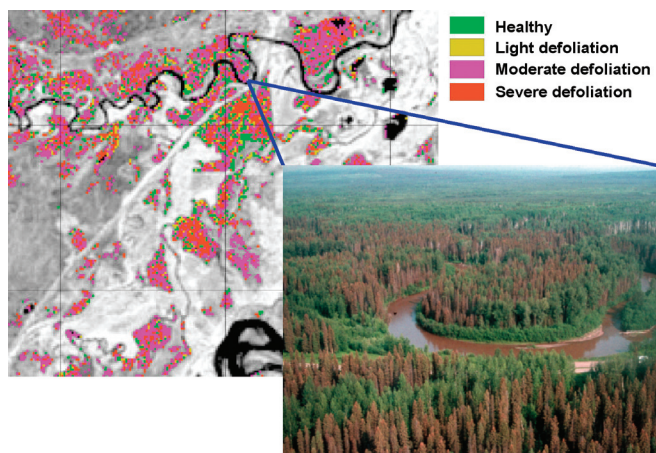 Healthy
Light defoliation
Moderate defoliation
Severe defoliation